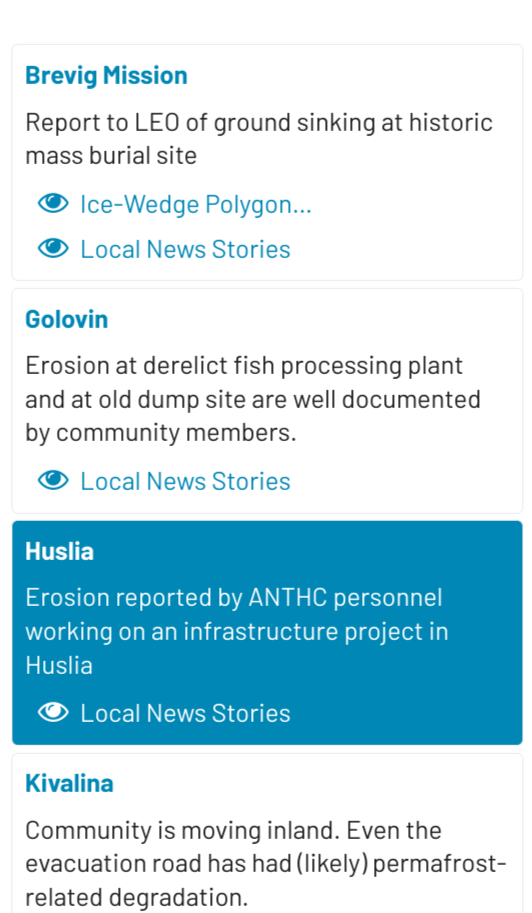 Brevig Mission
Report to LEO of ground sinking at historic
mass burial site
Ice-Wedge Polygon...
Local News Stories
Golovin
Erosion at derelict fish processing plant
and at old dump site are well documented
by community members.
Local News Stories
Huslia
Erosion reported by ANTHC personnel
working on an infrastructure project in
Huslia
Local News Stories
Kivalina
Community is moving inland. Even the
evacuation road has had (likely) permafrost-
related degradation.